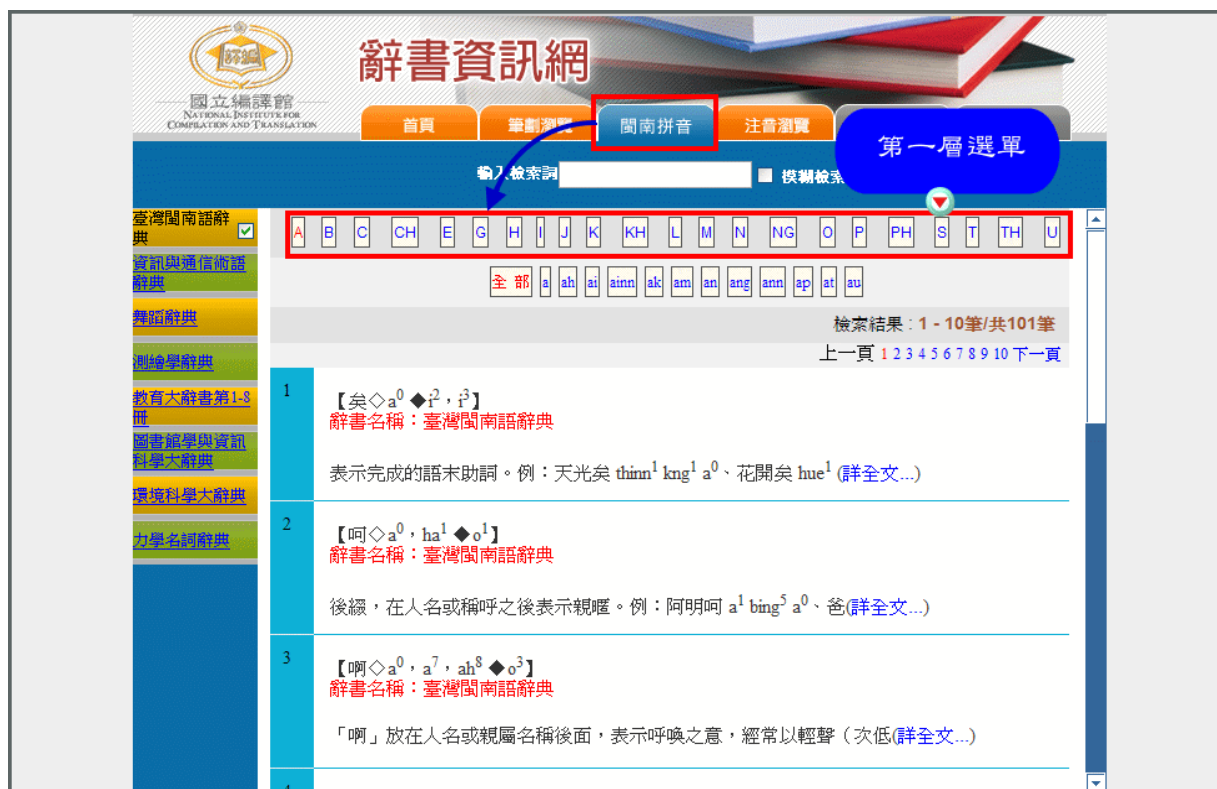 國立編譯館
NATIONAL INSTITUTE FOR
COMPILATION AND TRANSLATION
辭書資訊網
首頁 筆劃瀏覽 閩南拼音 注音瀏覽
第一層選單
輸入檢索詞 模糊檢索
臺灣閩南語辭典
資訊與通信術語辭典
舞蹈辭典
測繪學辭典
教育大辭書第1-8冊
圖書館學與資訊科學大辭典
環境科學大辭典
力學名詞辭典
A B C CH E G H I J K KH L M N NG O P PH S T TH U
全部 a ah ai ainn ak am an ang ann ap at au
檢索結果:1 - 10筆/共101筆
上一頁 1 2 3 4 5 6 7 8 9 10 下一頁
1
【矣◇a⁰ ◆i²,i³】
辭書名稱:臺灣閩南語辭典
表示完成的語末助詞。例:天光矣 thinn¹ kng¹ a⁰、花開矣 hue¹ (詳全文...)
2
【呵◇a⁰,ha¹ ◆o¹】
辭書名稱:臺灣閩南語辭典
後綴,在人名或稱呼之後表示親暱。例:阿明呵 a¹ bing⁵ a⁰、爸(詳全文...)
3
【啊◇a⁰,a⁷,ah⁸ ◆o³】
辭書名稱:臺灣閩南語辭典
「啊」放在人名或親屬名稱後面,表示呼喚之意,經常以輕聲(次低(詳全文...)